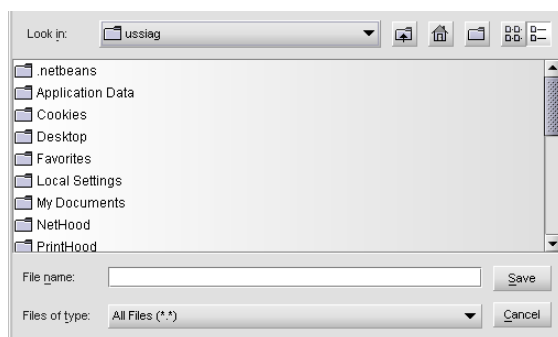 Look in: ussiag
.netbeans
Application Data
Cookies
Desktop
Favorites
Local Settings
My Documents
NetHood
PrintHood
File name: Save
Files of type: All Files (*.*) Cancel